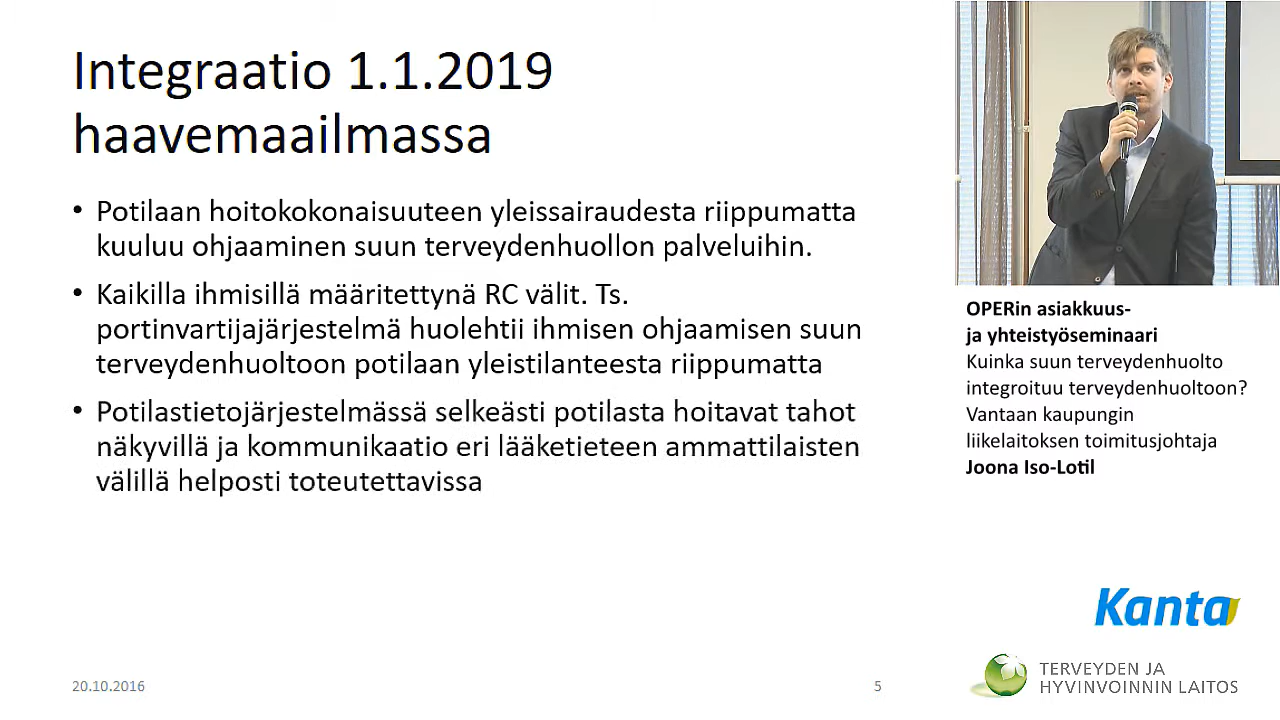 Integraatio 1.1.2019
haavemaailmassa
• Potilaan hoitokokonaisuuteen yleissairaudesta riippumatta
kuuluu ohjaaminen suun terveydenhuollon palveluihin.
• Kaikilla ihmisillä määritettynä RC välit. Ts.
portinvartijajärjestelmä huolehtii ihmisen ohjaamisen suun
terveydenhuoltoon potilaan yleistilanteesta riippumatta
• Potilastietojärjestelmässä selkeästi potilasta hoitavat tahot
näkyvillä ja kommunikaatio eri lääketieteen ammattilaisten
välillä helposti toteutettavissa
20.10.2016
5
OPERin asiakkuus-
ja yhteistyöseminaari
Kuinka suun terveydenhuolto
integroituu terveydenhuoltoon?
Vantaan kaupungin
liikelaitoksen toimitusjohtaja
Joona Iso-Lotil
Kanta
TERVEYDEN JA
HYVINVOINNIN LAITOS